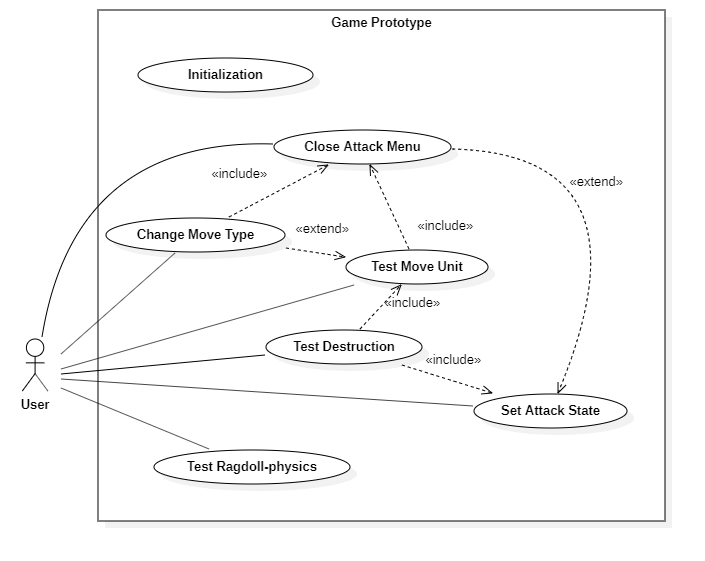 Game Prototype
Initialization
Close Attack Menu
«include»
«extend»
Change Move Type
«extend»
«include»
Test Move Unit
«include»
Test Destruction
«include»
User
Set Attack State
Test Ragdoll-physics